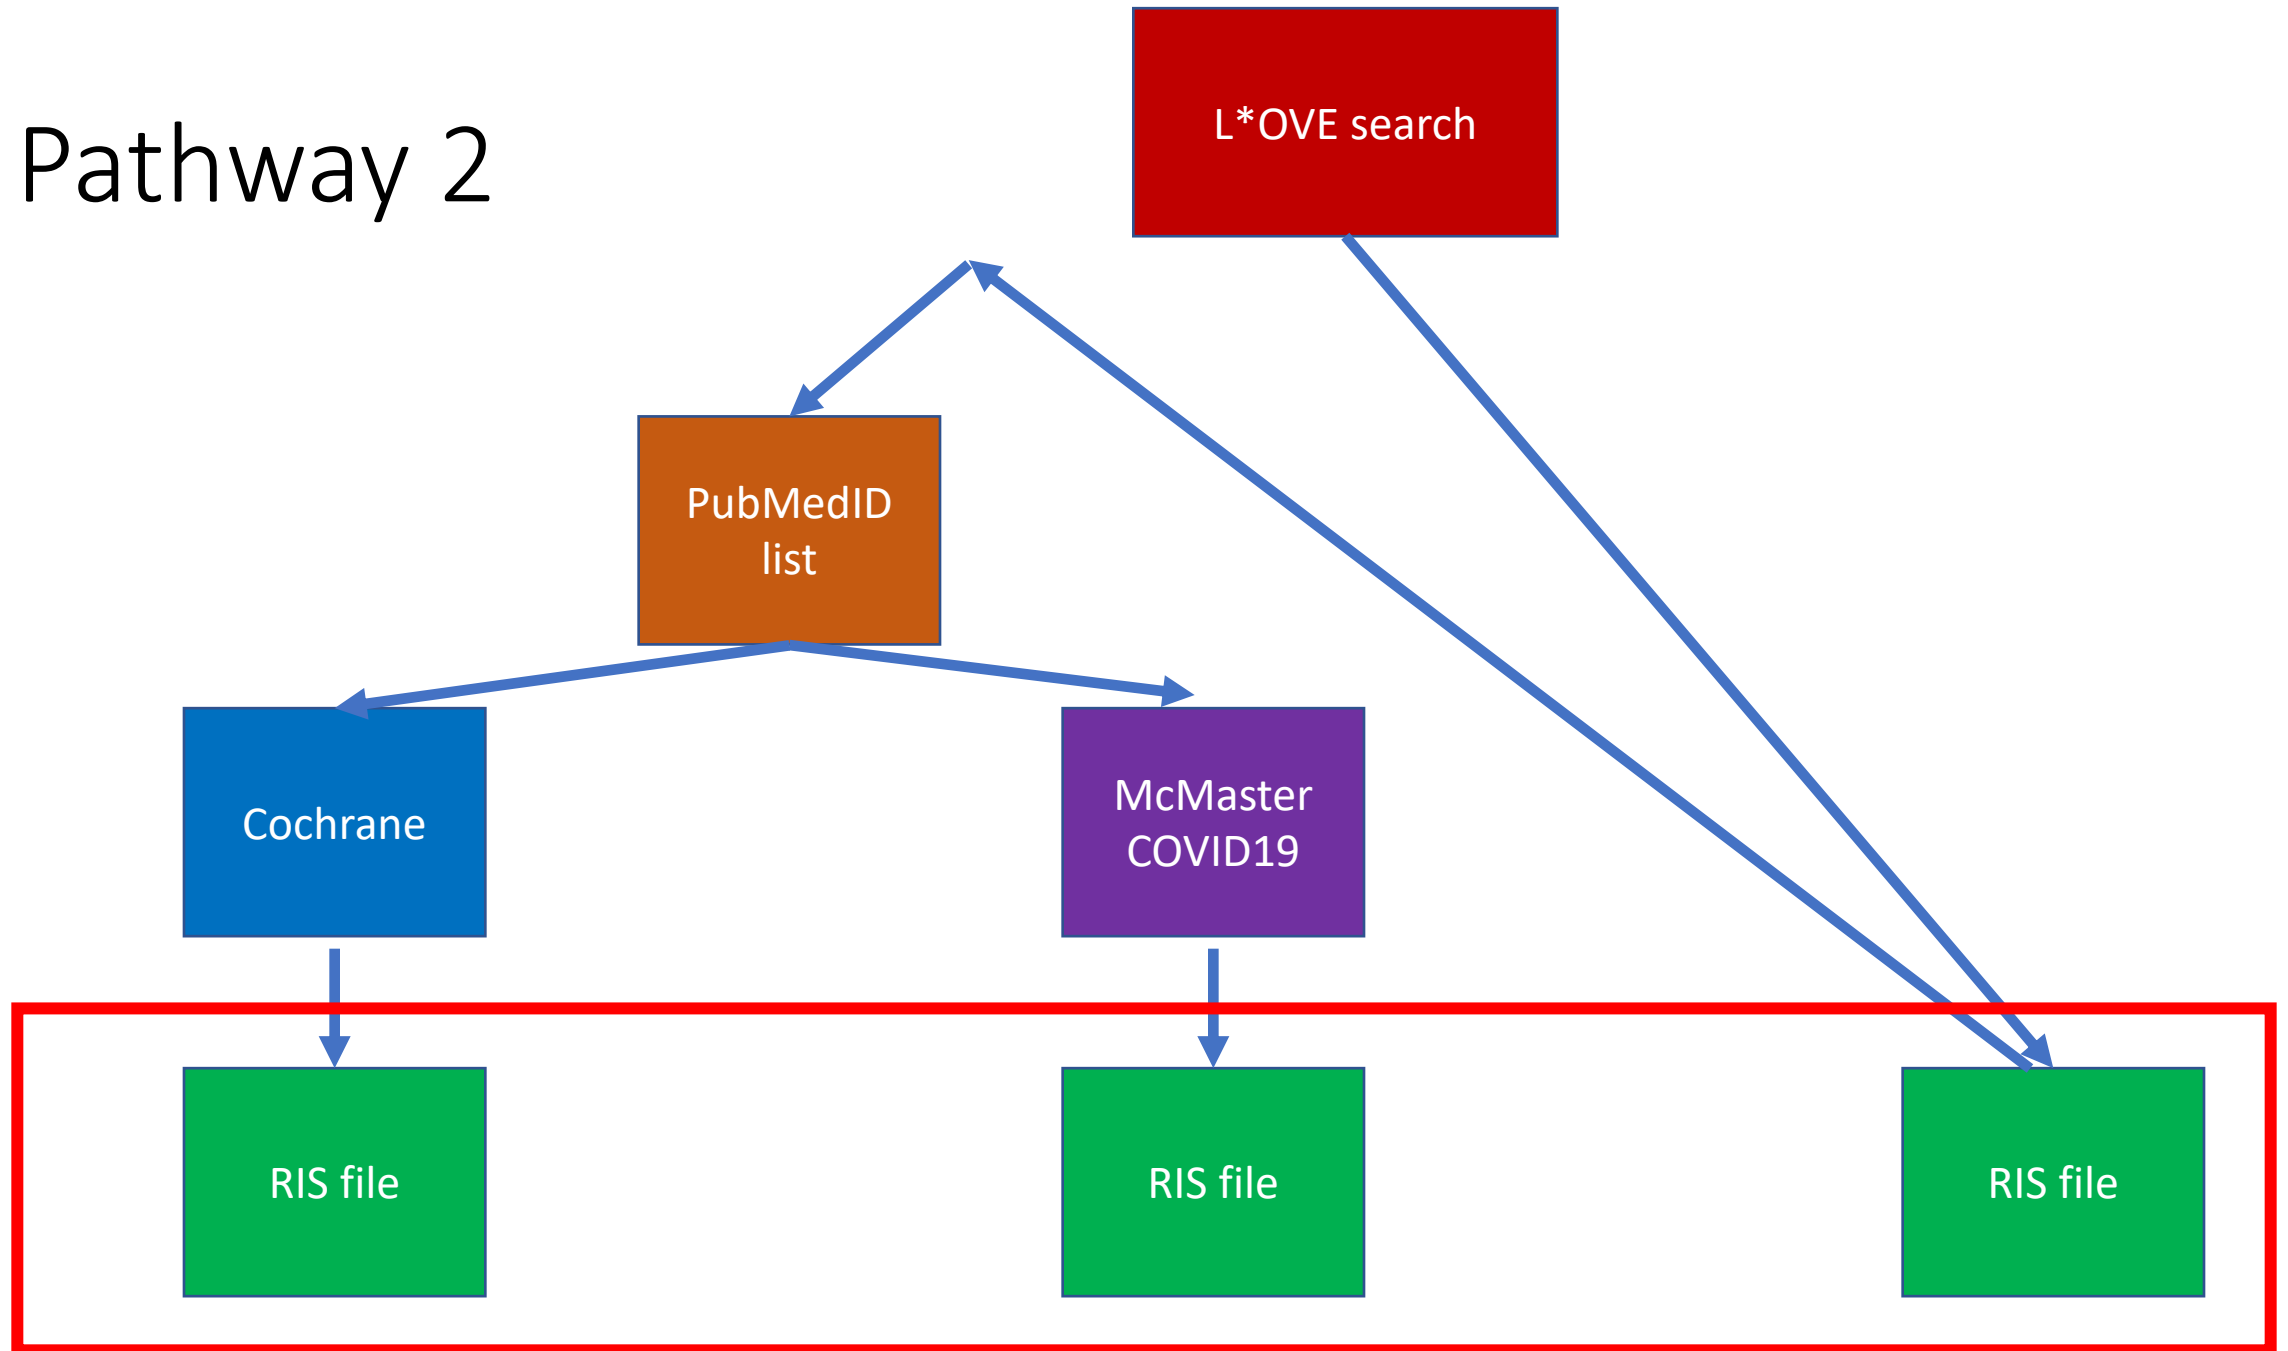 L*OVE search
Pathway 2
PubMedID
list
Cochrane
McMaster
COVID19
RIS file
RIS file
RIS file